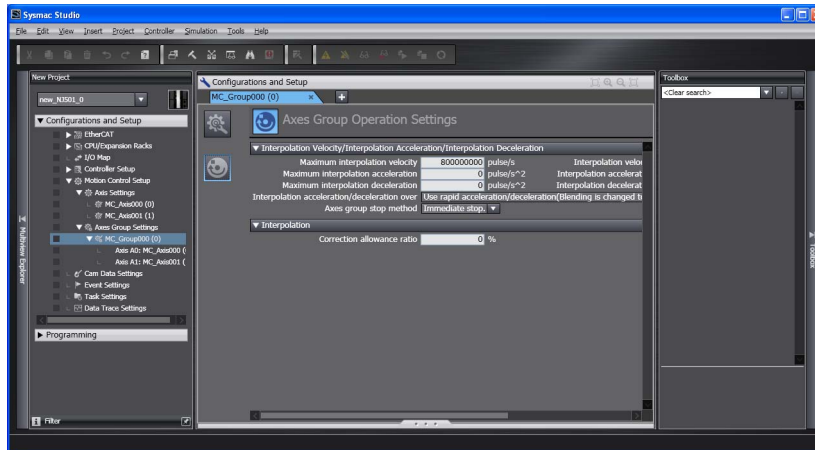 Sysmac Studio
File Edit View Insert Project Controller Simulation Tools Help
New Project
new_NJ501_0
Configurations and Setup
EtherCAT
CPU/Expansion Racks
I/O Map
Controller Setup
Motion Control Setup
Axis Settings
MC_Axis000 (0)
MC_Axis001 (1)
Axes Group Settings
MC_Group000 (0)
Axis A0: MC_Axis000 (
Axis A1: MC_Axis001 (
Cam Data Settings
Event Settings
Task Settings
Data Trace Settings
Programming
Filter
Multiview Explorer
Configurations and Setup
MC_Group000 (0) × +
Axes Group Operation Settings
Interpolation Velocity/Interpolation Acceleration/Interpolation Deceleration
Maximum interpolation velocity 800000000 pulse/s Interpolation velo
Maximum interpolation acceleration 0 pulse/s^2 Interpolation accelerat
Maximum interpolation deceleration 0 pulse/s^2 Interpolation decelerat
Interpolation acceleration/deceleration over Use rapid acceleration/deceleration(Blending is changed t
Axes group stop method Immediate stop.
Interpolation
Correction allowance ratio 0 %
Toolbox
<Clear search>
Toolbox